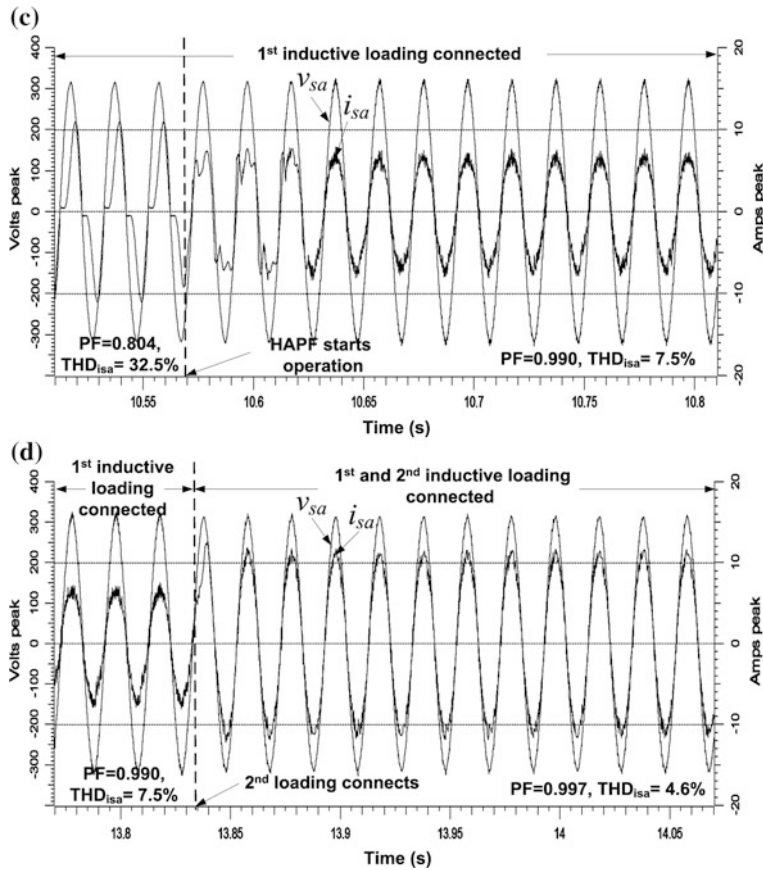 (c)
1st inductive loading connected
vsa
isa
400
300
200
100
0
-100
-200
-300
Volts peak
20
10
0
-10
-20
Amps peak
PF=0.804,
THDisa= 32.5%
HAPF starts
operation
PF=0.990, THDisa= 7.5%
10.55 10.6 10.65 10.7 10.75 10.8
Time (s)
(d)
1st inductive
loading
connected
1st and 2nd inductive loading
connected
vsa
isa
400
300
200
100
0
-100
-200
-300
Volts peak
20
10
0
-10
-20
Amps peak
PF=0.990,
THDisa= 7.5%
2nd loading connects
PF=0.997, THDisa= 4.6%
13.8 13.85 13.9 13.95 14 14.05
Time (s)